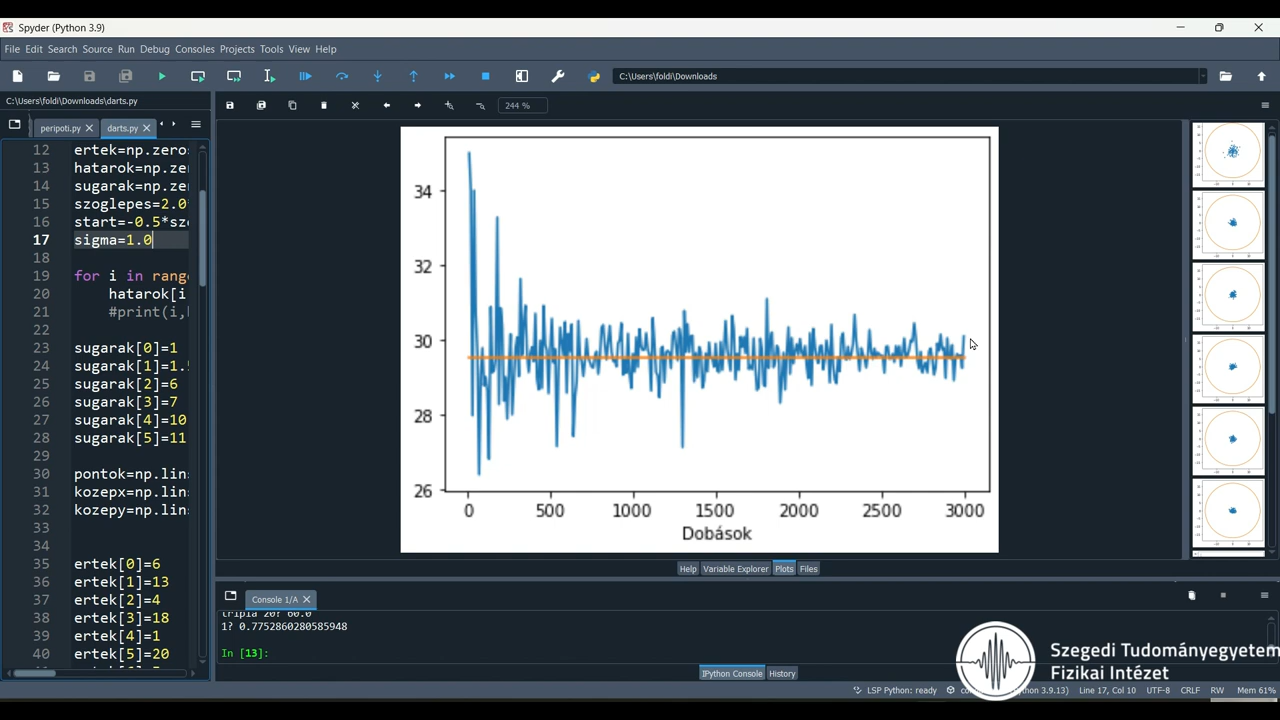 Spyder (Python 3.9)
File Edit Search Source Run Debug Consoles Projects Tools View Help
C:\Users\foldi\Downloads
C:\Users\foldi\Downloads\darts.py
244 %
peripoti.py darts.py
12 ertek=np.zeros
13 hatarok=np.ze
14 sugarak=np.ze
15 szoglepes=2.0
16 start=-0.5*sz
17 sigma=1.0
18
19 for i in range
20 hatarok[i
21 #print(i,
22
23 sugarak[0]=1
24 sugarak[1]=1.
25 sugarak[2]=6
26 sugarak[3]=7
27 sugarak[4]=10
28 sugarak[5]=11
29
30 pontok=np.lin
31 kozepx=np.lin
32 kozepy=np.lin
33
34
35 ertek[0]=6
36 ertek[1]=13
37 ertek[2]=4
38 ertek[3]=18
39 ertek[4]=1
40 ertek[5]=20
34
32
30
28
26
0 500 1000 1500 2000 2500 3000
Dobások
Help Variable Explorer Plots Files
Console 1/A
tripla 20? 60.0
1? 0.7752860280585948
In [13]:
IPython Console History
Szegedi Tudományegyetem
Fizikai Intézet
LSP Python: ready Line 17, Col 10 UTF-8 CRLF RW Mem 61%